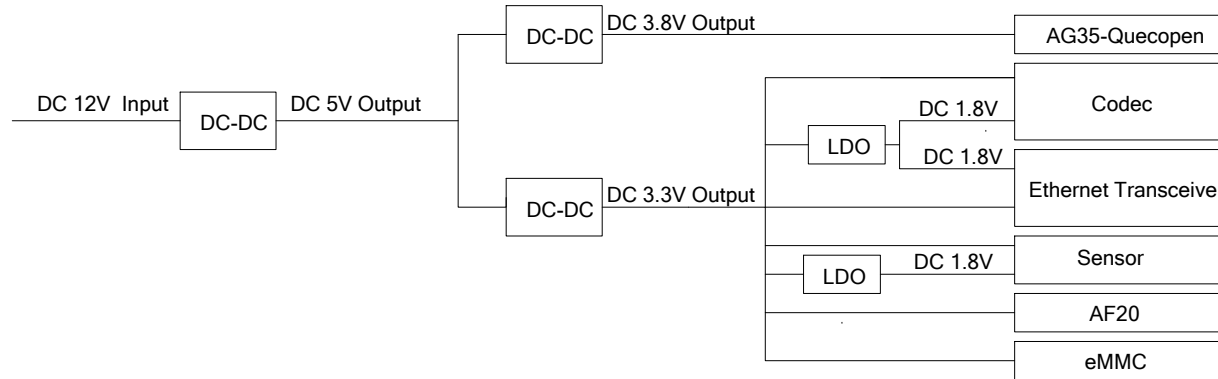 DC 3.8V Output
DC-DC
AG35-Quecopen
DC 12V Input
DC-DC
DC 5V Output
Codec
DC 1.8V
LDO
DC 1.8V
Ethernet Transceive
DC-DC
DC 3.3V Output
Sensor
LDO
DC 1.8V
AF20
eMMC